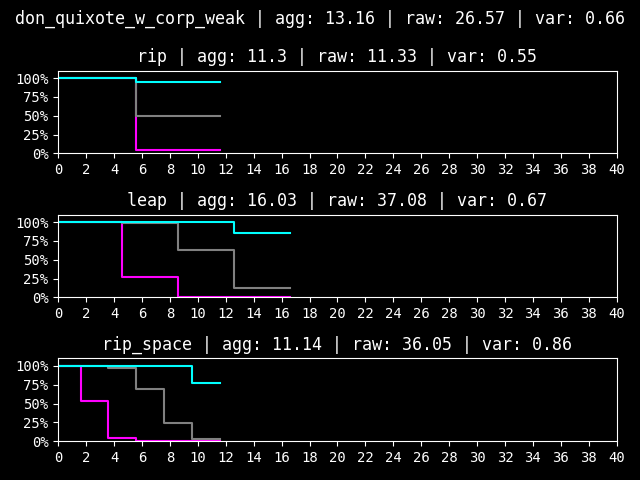 don_quixote_w_corp_weak | agg: 13.16 | raw: 26.57 | var: 0.66
rip | agg: 11.3 | raw: 11.33 | var: 0.55
100%
75%
50%
25%
0%
0 2 4 6 8 10 12 14 16 18 20 22 24 26 28 30 32 34 36 38 40
leap | agg: 16.03 | raw: 37.08 | var: 0.67
100%
75%
50%
25%
0%
0 2 4 6 8 10 12 14 16 18 20 22 24 26 28 30 32 34 36 38 40
rip_space | agg: 11.14 | raw: 36.05 | var: 0.86
100%
75%
50%
25%
0%
0 2 4 6 8 10 12 14 16 18 20 22 24 26 28 30 32 34 36 38 40